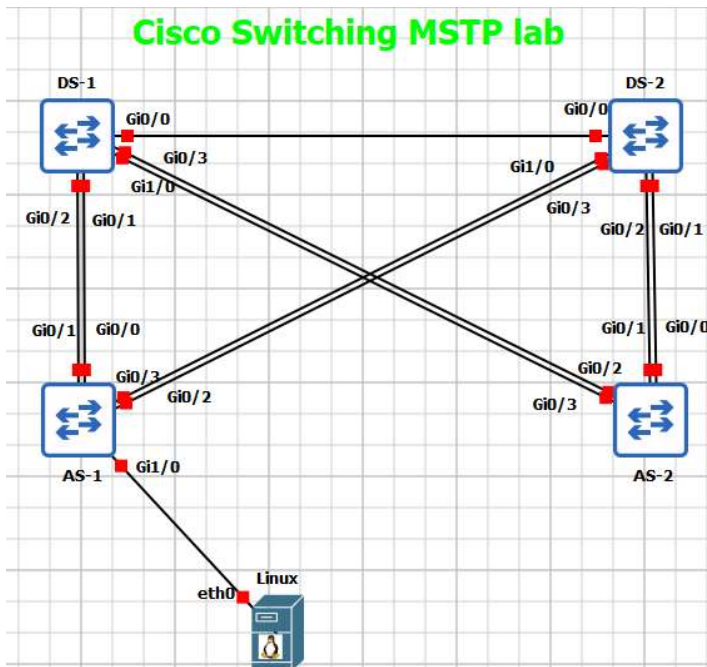 Cisco Switching MSTP lab
DS-1
DS-2
Gi0/0
Gi0/0
Gi0/3
Gi1/0
Gi1/0
Gi0/3
Gi0/2
Gi0/1
Gi0/2
Gi0/1
Gi0/1
Gi0/0
Gi0/1
Gi0/0
Gi0/3
Gi0/2
Gi0/2
Gi0/3
AS-1
Gi1/0
AS-2
Linux
eth0